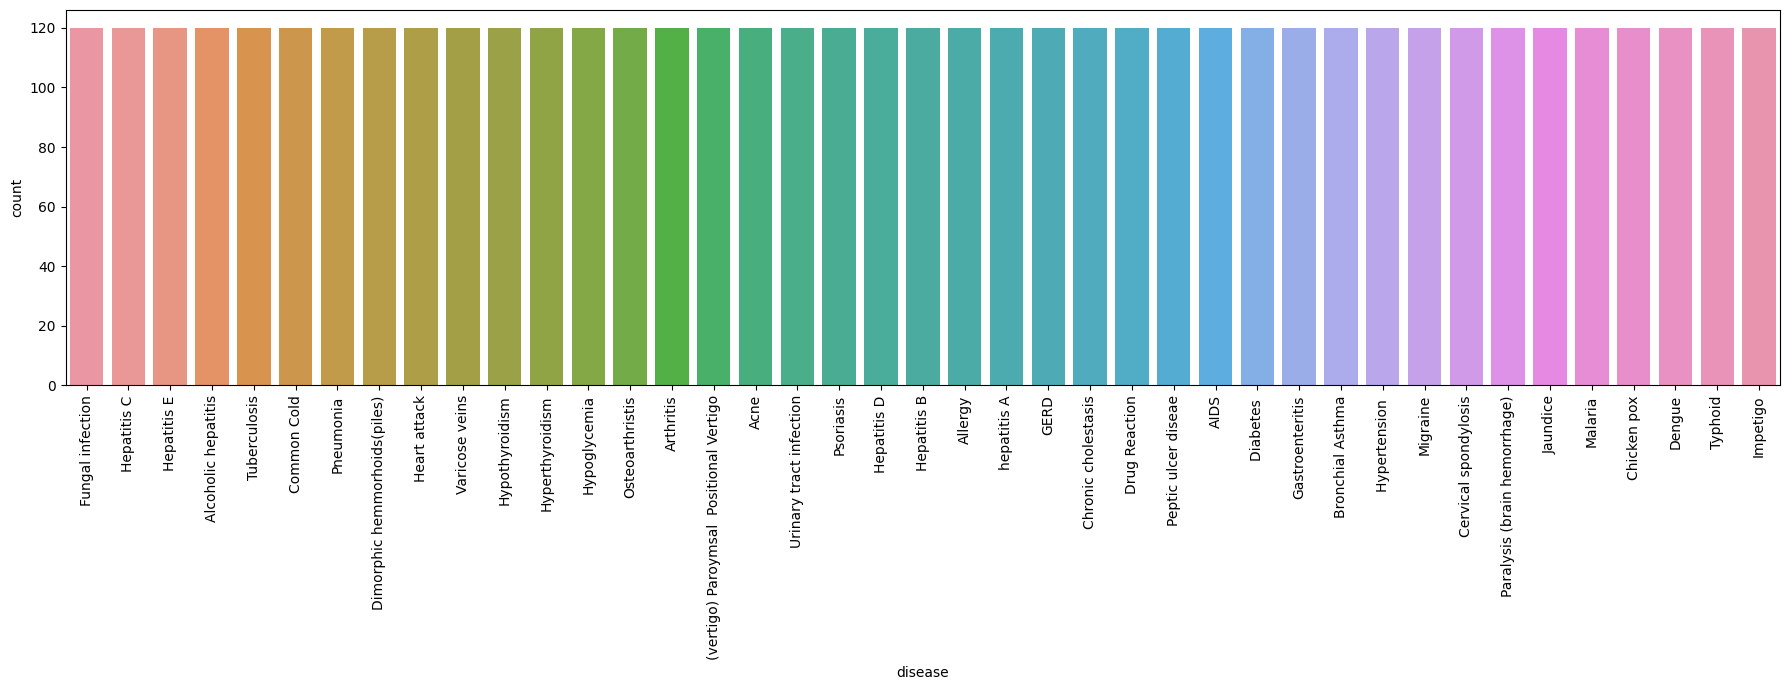 120
100
80
60
40
20
0
count
Fungal infection
Hepatitis C
Hepatitis E
Alcoholic hepatitis
Tuberculosis
Common Cold
Pneumonia
Dimorphic hemmorhoids(piles)
Heart attack
Varicose veins
Hypothyroidism
Hyperthyroidism
Hypoglycemia
Osteoarthristis
Arthritis
(vertigo) Paroymsal  Positional Vertigo
Acne
Urinary tract infection
Psoriasis
Hepatitis D
Hepatitis B
Allergy
hepatitis A
GERD
Chronic cholestasis
Drug Reaction
Peptic ulcer diseae
AIDS
Diabetes
Gastroenteritis
Bronchial Asthma
Hypertension
Migraine
Cervical spondylosis
Paralysis (brain hemorrhage)
Jaundice
Malaria
Chicken pox
Dengue
Typhoid
Impetigo
disease